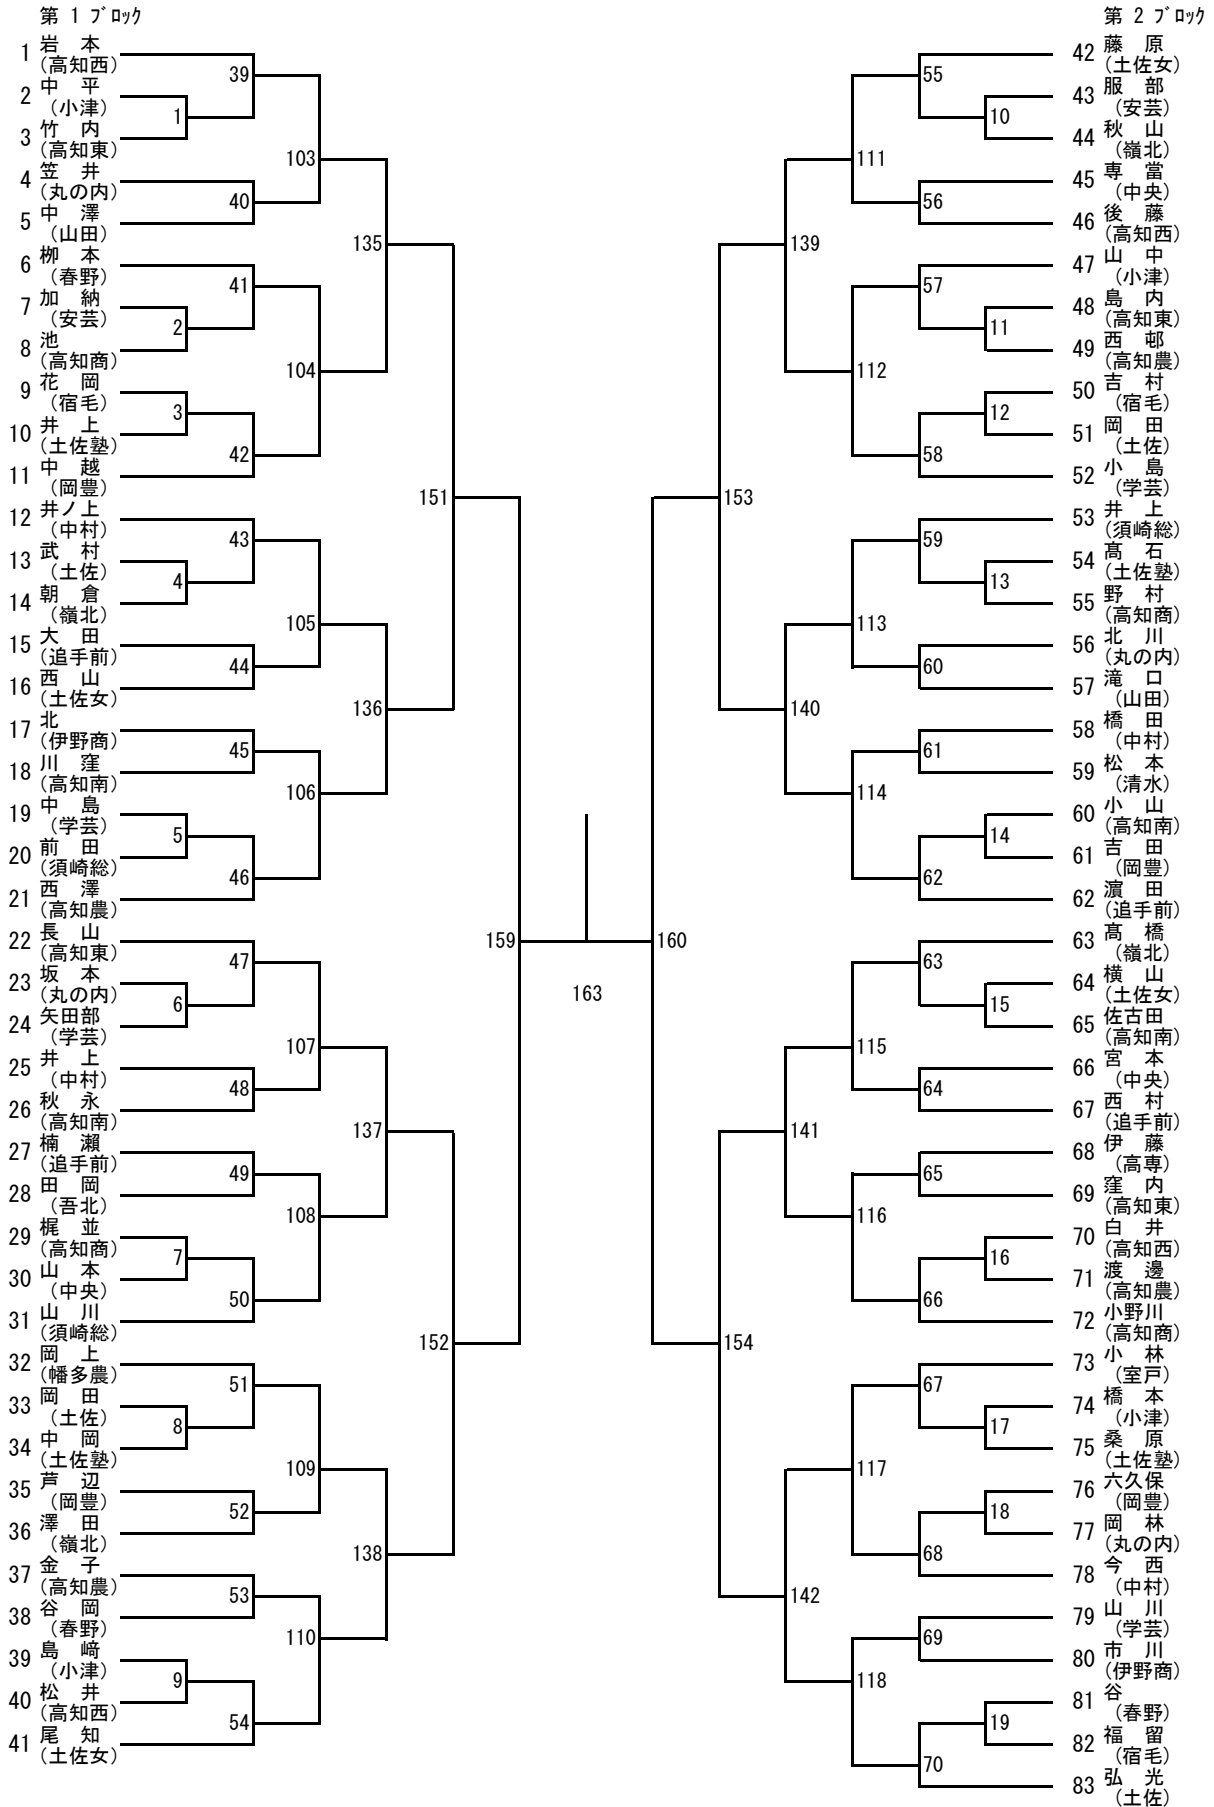 第 1 ﾌﾞﾛｯｸ
1 岩 本
(高知西)
2 中 平
(小津)
3 竹 内
(高知東)
4 笠 井
(丸の内)
5 中 澤
(山田)
6 栁 本
(春野)
7 加 納
(安芸)
8 池
(高知商)
9 花 岡
(宿毛)
10 井 上
(土佐塾)
11 中 越
(岡豊)
12 井ノ上
(中村)
13 武 村
(土佐)
14 朝 倉
(嶺北)
15 大 田
(追手前)
16 西 山
(土佐女)
17 北
(伊野商)
18 川 窪
(高知南)
19 中 島
(学芸)
20 前 田
(須崎総)
21 西 澤
(高知農)
22 長 山
(高知東)
23 坂 本
(丸の内)
24 矢田部
(学芸)
25 井 上
(中村)
26 秋 永
(高知南)
27 楠 瀬
(追手前)
28 田 岡
(吾北)
29 梶 並
(高知商)
30 山 本
(中央)
31 山 川
(須崎総)
32 岡 上
(幡多農)
33 岡 田
(土佐)
34 中 岡
(土佐塾)
35 芦 辺
(岡豊)
36 澤 田
(嶺北)
37 金 子
(高知農)
38 谷 岡
(春野)
39 島 﨑
(小津)
40 松 井
(高知西)
41 尾 知
(土佐女)
1
2
3
4
5
6
7
8
9
39
40
41
42
43
44
45
46
47
48
49
50
51
52
53
54
103
104
105
106
107
108
109
110
135
136
137
138
151
152
159
163
160
153
154
139
140
141
142
111
112
113
114
115
116
117
118
55
56
57
58
59
60
61
62
63
64
65
66
67
68
69
70
10
11
12
13
14
15
16
17
18
19
第 2 ﾌﾞﾛｯｸ
42 藤 原
(土佐女)
43 服 部
(安芸)
44 秋 山
(嶺北)
45 専 當
(中央)
46 後 藤
(高知西)
47 山 中
(小津)
48 島 内
(高知東)
49 西 邨
(高知農)
50 吉 村
(宿毛)
51 岡 田
(土佐)
52 小 島
(学芸)
53 井 上
(須崎総)
54 髙 石
(土佐塾)
55 野 村
(高知商)
56 北 川
(丸の内)
57 滝 口
(山田)
58 橋 田
(中村)
59 松 本
(清水)
60 小 山
(高知南)
61 吉 田
(岡豊)
62 濵 田
(追手前)
63 髙 橋
(嶺北)
64 横 山
(土佐女)
65 佐古田
(高知南)
66 宮 本
(中央)
67 西 村
(追手前)
68 伊 藤
(高専)
69 窪 内
(高知東)
70 白 井
(高知西)
71 渡 邊
(高知農)
72 小野川
(高知商)
73 小 林
(室戸)
74 橋 本
(小津)
75 桑 原
(土佐塾)
76 六久保
(岡豊)
77 岡 林
(丸の内)
78 今 西
(中村)
79 山 川
(学芸)
80 市 川
(伊野商)
81 谷
(春野)
82 福 留
(宿毛)
83 弘 光
(土佐)